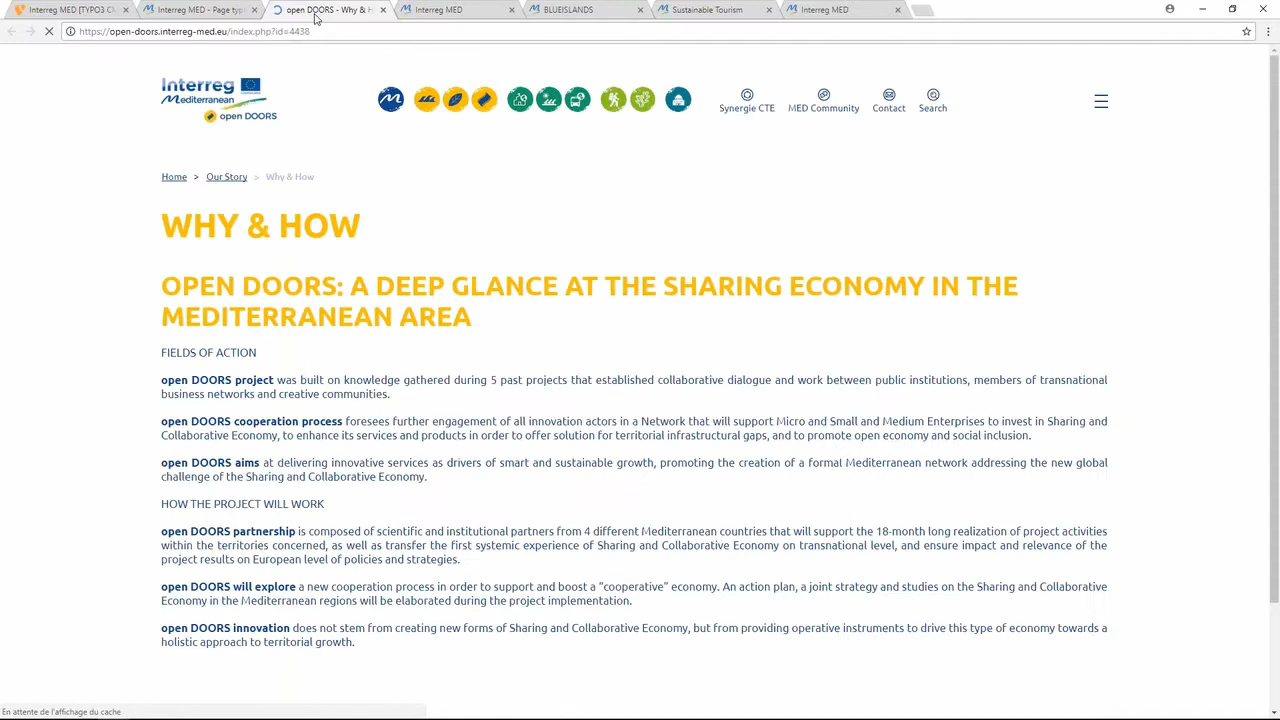 Interreg MED [TYPO3 C
Interreg MED - Page typ
open DOORS - Why & H
Interreg MED
BLUEISLANDS
Sustainable Tourism
Interreg MED
https://open-doors.interreg-med.eu/index.php?id=4438
Interreg
Mediterranean
open DOORS
Synergie CTE
MED Community
Contact
Search
Home > Our Story > Why & How
WHY & HOW
OPEN DOORS: A DEEP GLANCE AT THE SHARING ECONOMY IN THE
MEDITERRANEAN AREA
FIELDS OF ACTION
open DOORS project was built on knowledge gathered during 5 past projects that established collaborative dialogue and work between public institutions, members of transnational
business networks and creative communities.
open DOORS cooperation process foresees further engagement of all innovation actors in a Network that will support Micro and Small and Medium Enterprises to invest in Sharing and
Collaborative Economy, to enhance its services and products in order to offer solution for territorial infrastructural gaps, and to promote open economy and social inclusion.
open DOORS aims at delivering innovative services as drivers of smart and sustainable growth, promoting the creation of a formal Mediterranean network addressing the new global
challenge of the Sharing and Collaborative Economy.
HOW THE PROJECT WILL WORK
open DOORS partnership is composed of scientific and institutional partners from 4 different Mediterranean countries that will support the 18-month long realization of project activities
within the territories concerned, as well as transfer the first systemic experience of Sharing and Collaborative Economy on transnational level, and ensure impact and relevance of the
project results on European level of policies and strategies.
open DOORS will explore a new cooperation process in order to support and boost a "cooperative" economy. An action plan, a joint strategy and studies on the Sharing and Collaborative
Economy in the Mediterranean regions will be elaborated during the project implementation.
open DOORS innovation does not stem from creating new forms of Sharing and Collaborative Economy, but from providing operative instruments to drive this type of economy towards a
holistic approach to territorial growth.
En attente de l'affichage du cache